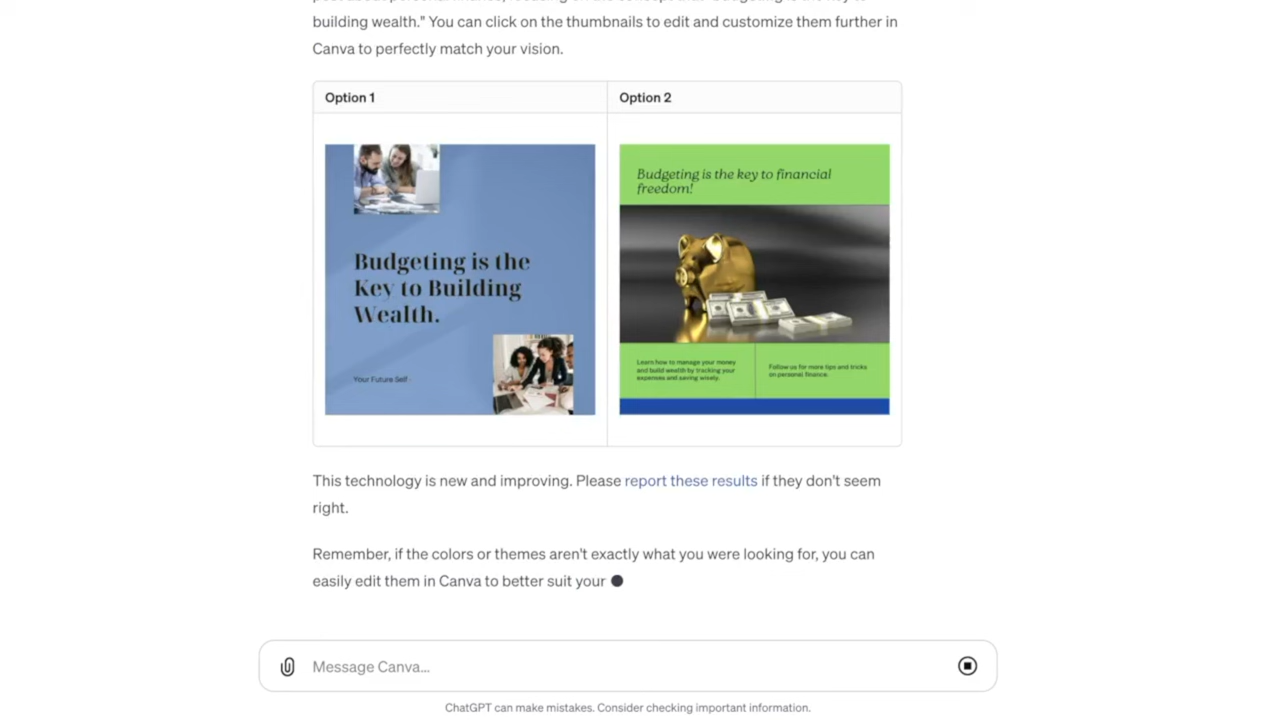 building wealth." You can click on the thumbnails to edit and customize them further in
Canva to perfectly match your vision.
Option 1
Option 2
Budgeting is the
Key to Building
Wealth.
Your Future Self
Budgeting is the key to financial
freedom!
Learn how to manage your money
and build wealth by tracking your
expenses and saving wisely.
Follow us for more tips and tricks
on personal finance.
This technology is new and improving. Please report these results if they don't seem
right.
Remember, if the colors or themes aren't exactly what you were looking for, you can
easily edit them in Canva to better suit your
Message Canva...
ChatGPT can make mistakes. Consider checking important information.